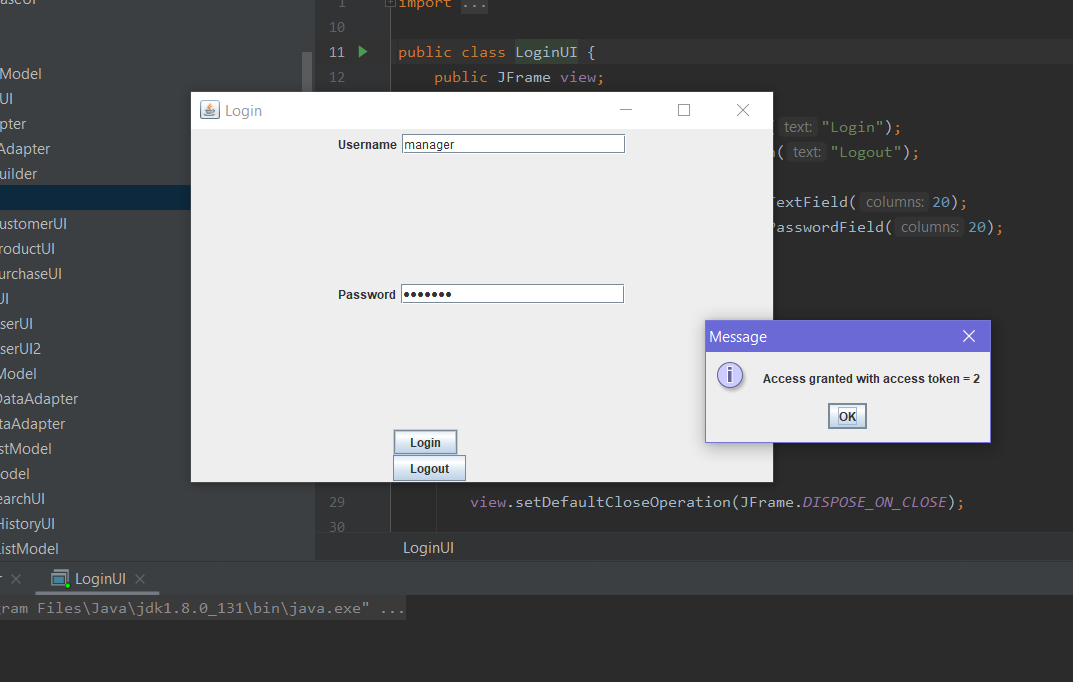 1 import ...
10
11 public class LoginUI {
12 public JFrame view;
Model
UI
pter
Adapter
uilder
ustomerUI
roductUI
urchaseUI
UI
serUI
serUI2
Model
DataAdapter
taAdapter
stModel
odel
earchUI
HistoryUI
istModel
Login
Username manager
Password •••••••
Login
Logout
( text: "Login");
( text: "Logout");
TextField( columns: 20);
PasswordField( columns: 20);
Message
Access granted with access token = 2
OK
29 view.setDefaultCloseOperation(JFrame.DISPOSE_ON_CLOSE);
30
LoginUI
LoginUI
gram Files\Java\jdk1.8.0_131\bin\java.exe" ...